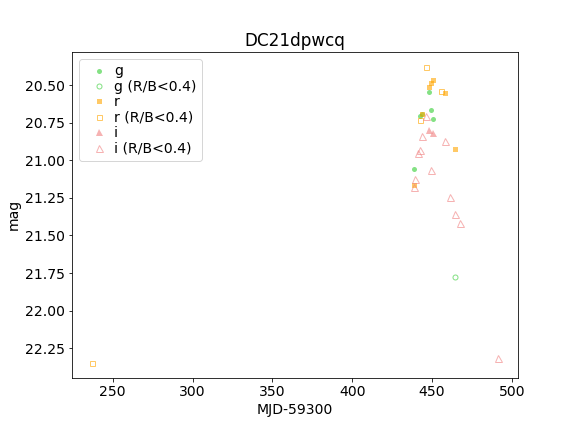 DC21dpwcq
g
g (R/B<0.4)
r
r (R/B<0.4)
i
i (R/B<0.4)
mag
20.50
20.75
21.00
21.25
21.50
21.75
22.00
22.25
250 300 350 400 450 500
MJD-59300